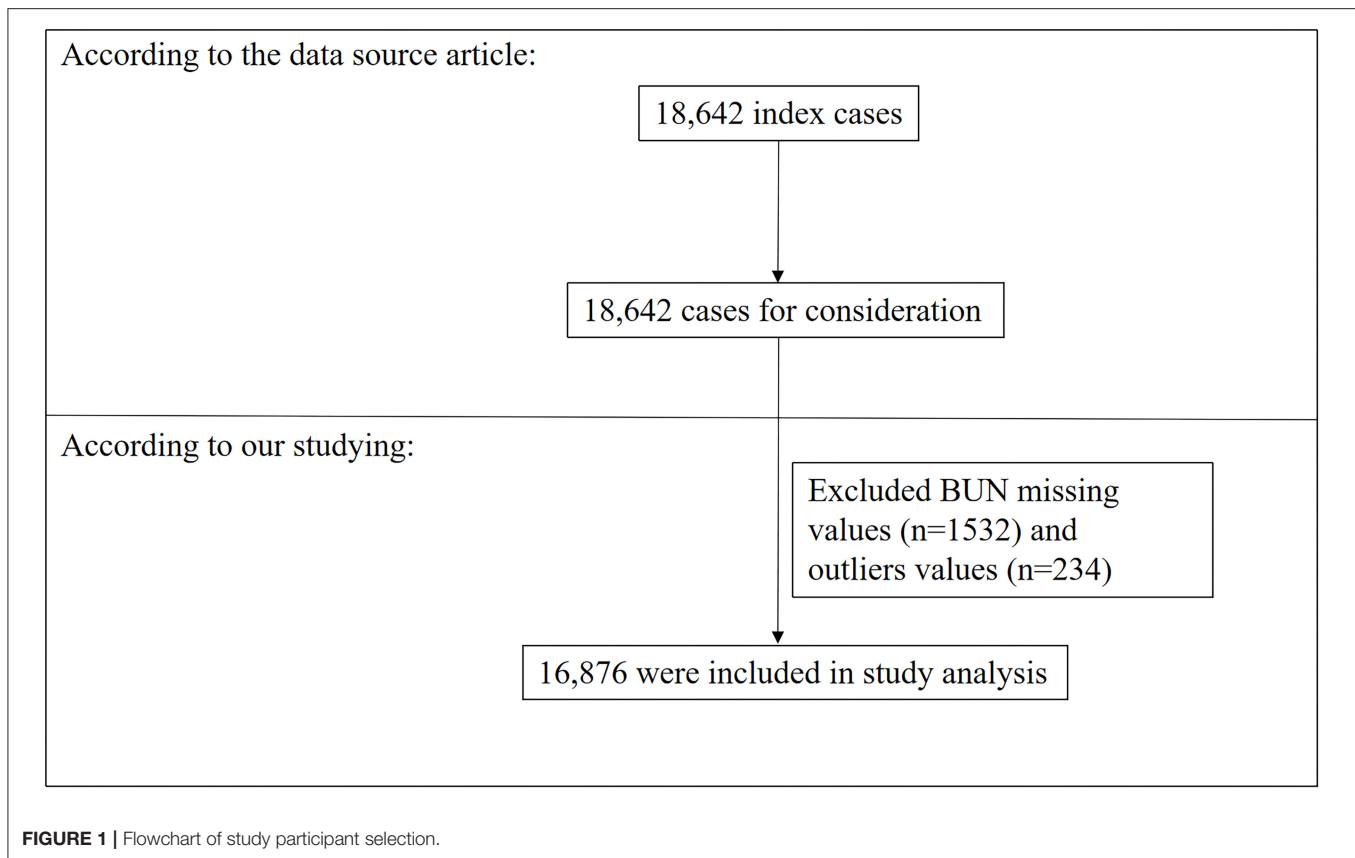 According to the data source article:
18,642 index cases
18,642 cases for consideration
According to our studying:
Excluded BUN missing
values (n=1532) and
outliers values (n=234)
16,876 were included in study analysis
FIGURE 1 | Flowchart of study participant selection.